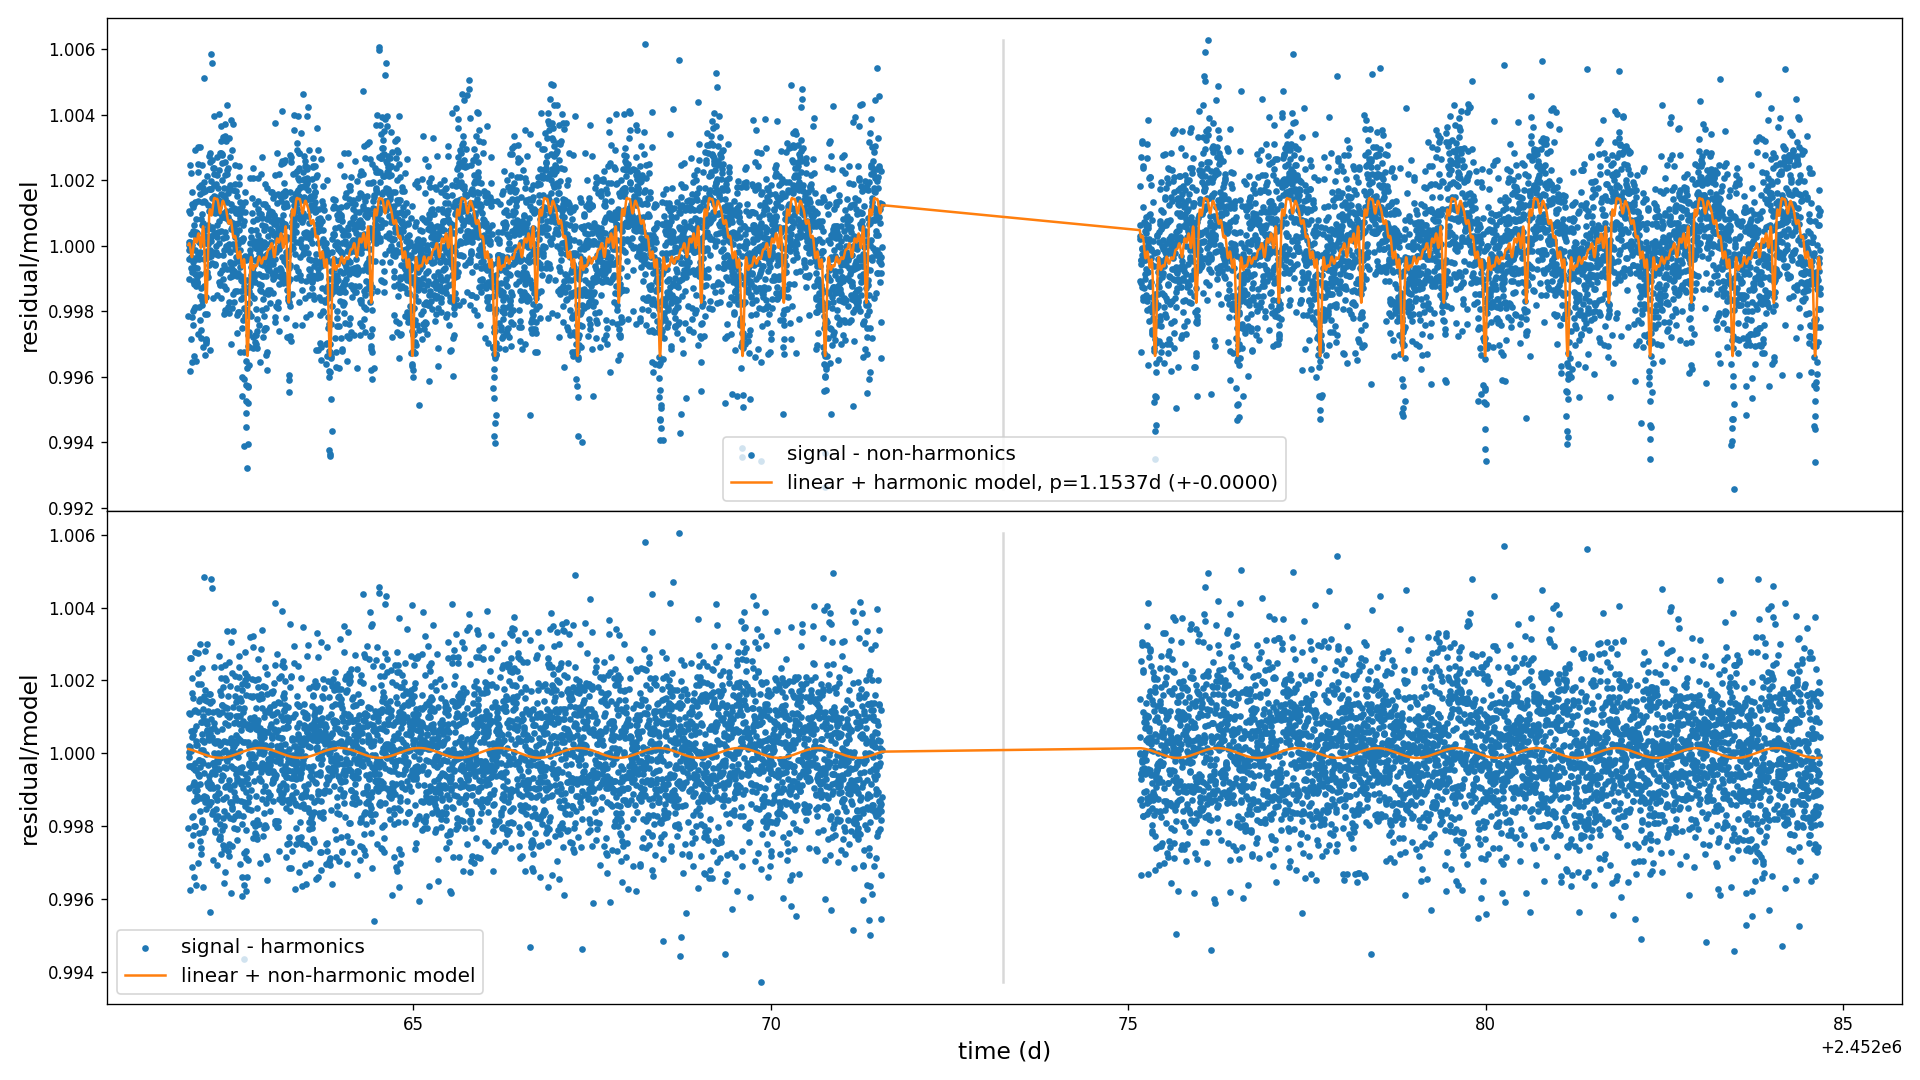 1.006
1.004
1.002
1.000
0.998
0.996
0.994
0.992
residual/model
signal - non-harmonics
linear + harmonic model, p=1.1537d (+-0.0000)
1.006
1.004
1.002
1.000
0.998
0.996
0.994
residual/model
signal - harmonics
linear + non-harmonic model
65
70
75
80
85
time (d)
+2.452e6